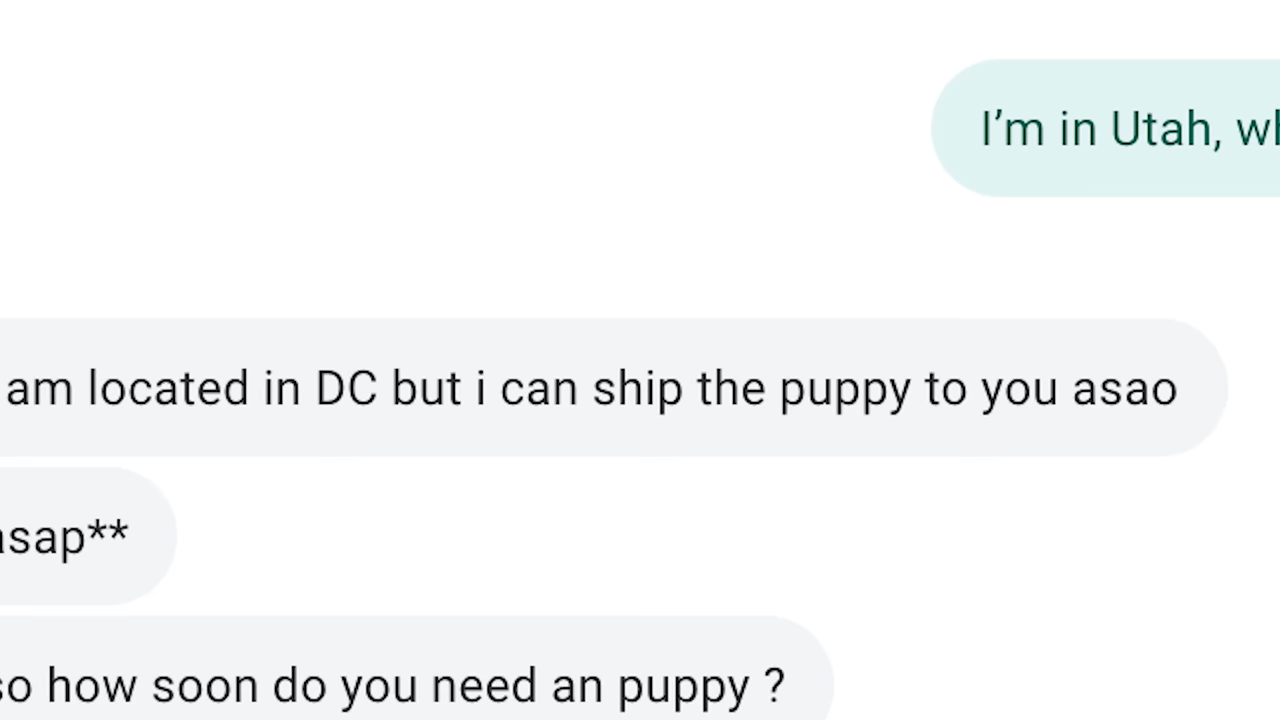 I'm in Utah,
am located in DC but i can ship the puppy to you asao
asap**
so how soon do you need an puppy ?